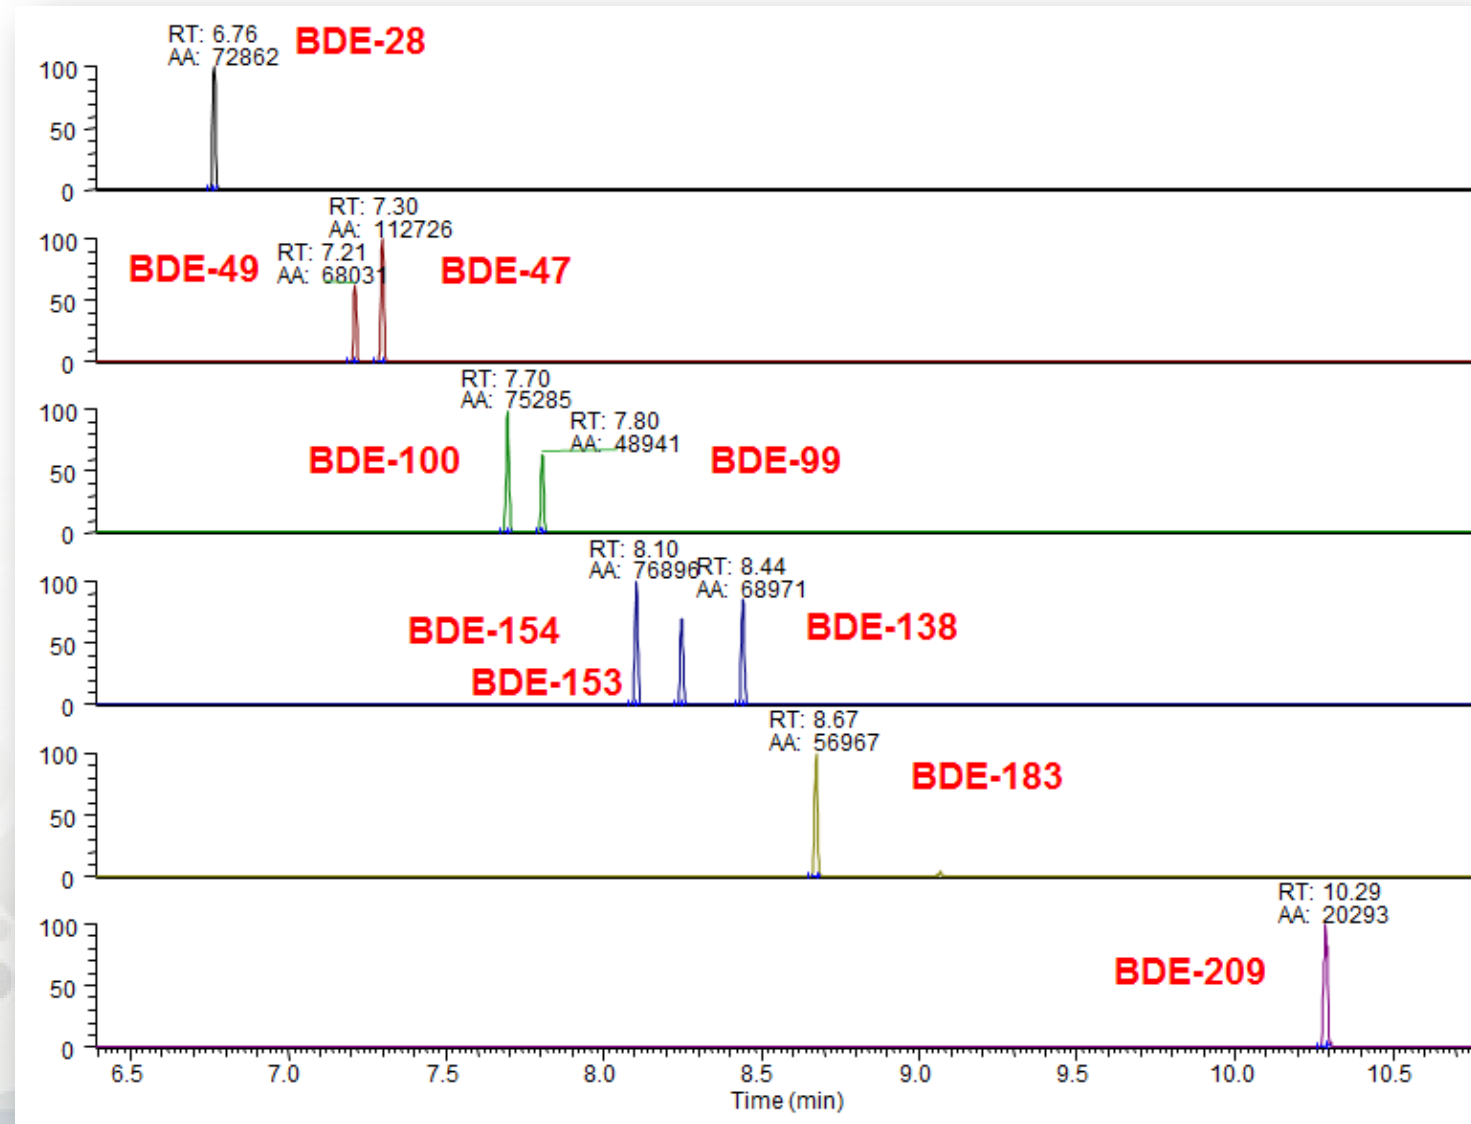 RT: 6.76
AA: 72862
BDE-28
100
50
0
RT: 7.30
AA: 112726
RT: 7.21
AA: 68031
BDE-49
BDE-47
100
50
0
RT: 7.70
AA: 75285
RT: 7.80
AA: 48941
BDE-100
BDE-99
100
50
0
RT: 8.10
AA: 76896
RT: 8.44
AA: 68971
BDE-154
BDE-138
BDE-153
100
50
0
RT: 8.67
AA: 56967
BDE-183
100
50
0
RT: 10.29
AA: 20293
BDE-209
100
50
0
6.5 7.0 7.5 8.0 8.5 9.0 9.5 10.0 10.5
Time (min)